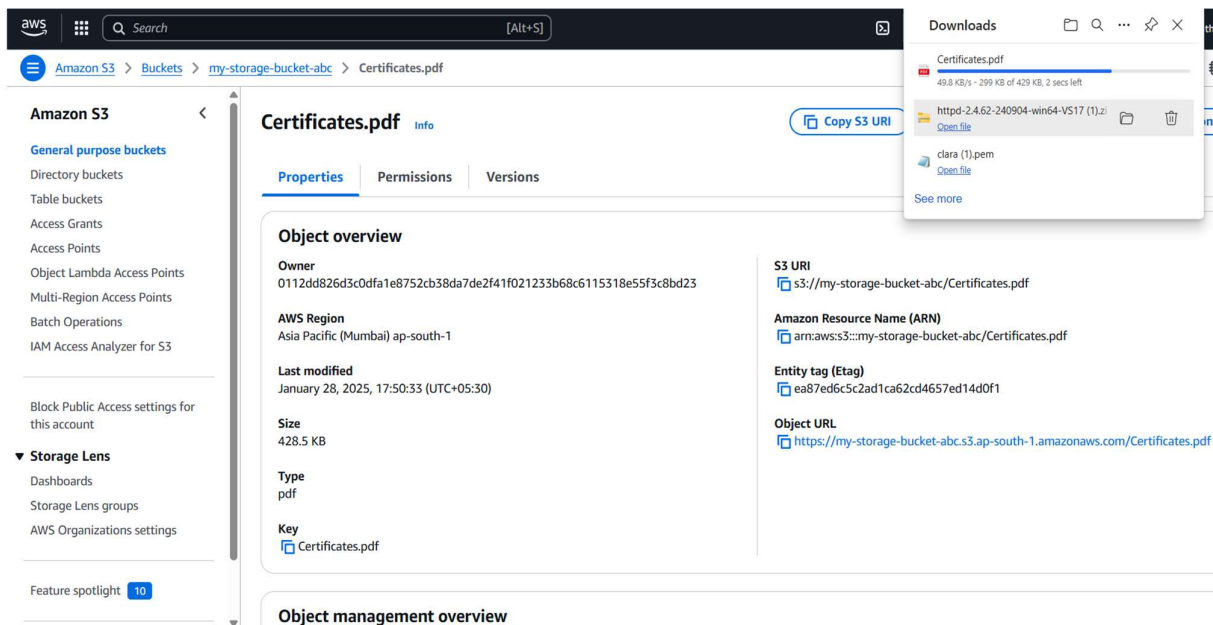 aws
Search [Alt+S]
Amazon S3 > Buckets > my-storage-bucket-abc > Certificates.pdf
Downloads
Certificates.pdf
PDF
49.8 KB/s - 299 KB of 429 KB, 2 secs left
httpd-2.4.62-240904-win64-VS17 (1).zi
Open file
clara (1).pem
Open file
See more
Amazon S3
General purpose buckets
Directory buckets
Table buckets
Access Grants
Access Points
Object Lambda Access Points
Multi-Region Access Points
Batch Operations
IAM Access Analyzer for S3
Block Public Access settings for
this account
Storage Lens
Dashboards
Storage Lens groups
AWS Organizations settings
Feature spotlight 10
Certificates.pdf Info
Copy S3 URI
Properties Permissions Versions
Object overview
Owner
0112dd826d3c0dfa1e8752cb38da7de2f41f021233b68c6115318e55f3c8bd23
AWS Region
Asia Pacific (Mumbai) ap-south-1
Last modified
January 28, 2025, 17:50:33 (UTC+05:30)
Size
428.5 KB
Type
pdf
Key
Certificates.pdf
S3 URI
s3://my-storage-bucket-abc/Certificates.pdf
Amazon Resource Name (ARN)
arn:aws:s3:::my-storage-bucket-abc/Certificates.pdf
Entity tag (Etag)
ea87ed6c5c2ad1ca62cd4657ed14d0f1
Object URL
https://my-storage-bucket-abc.s3.ap-south-1.amazonaws.com/Certificates.pdf
Object management overview